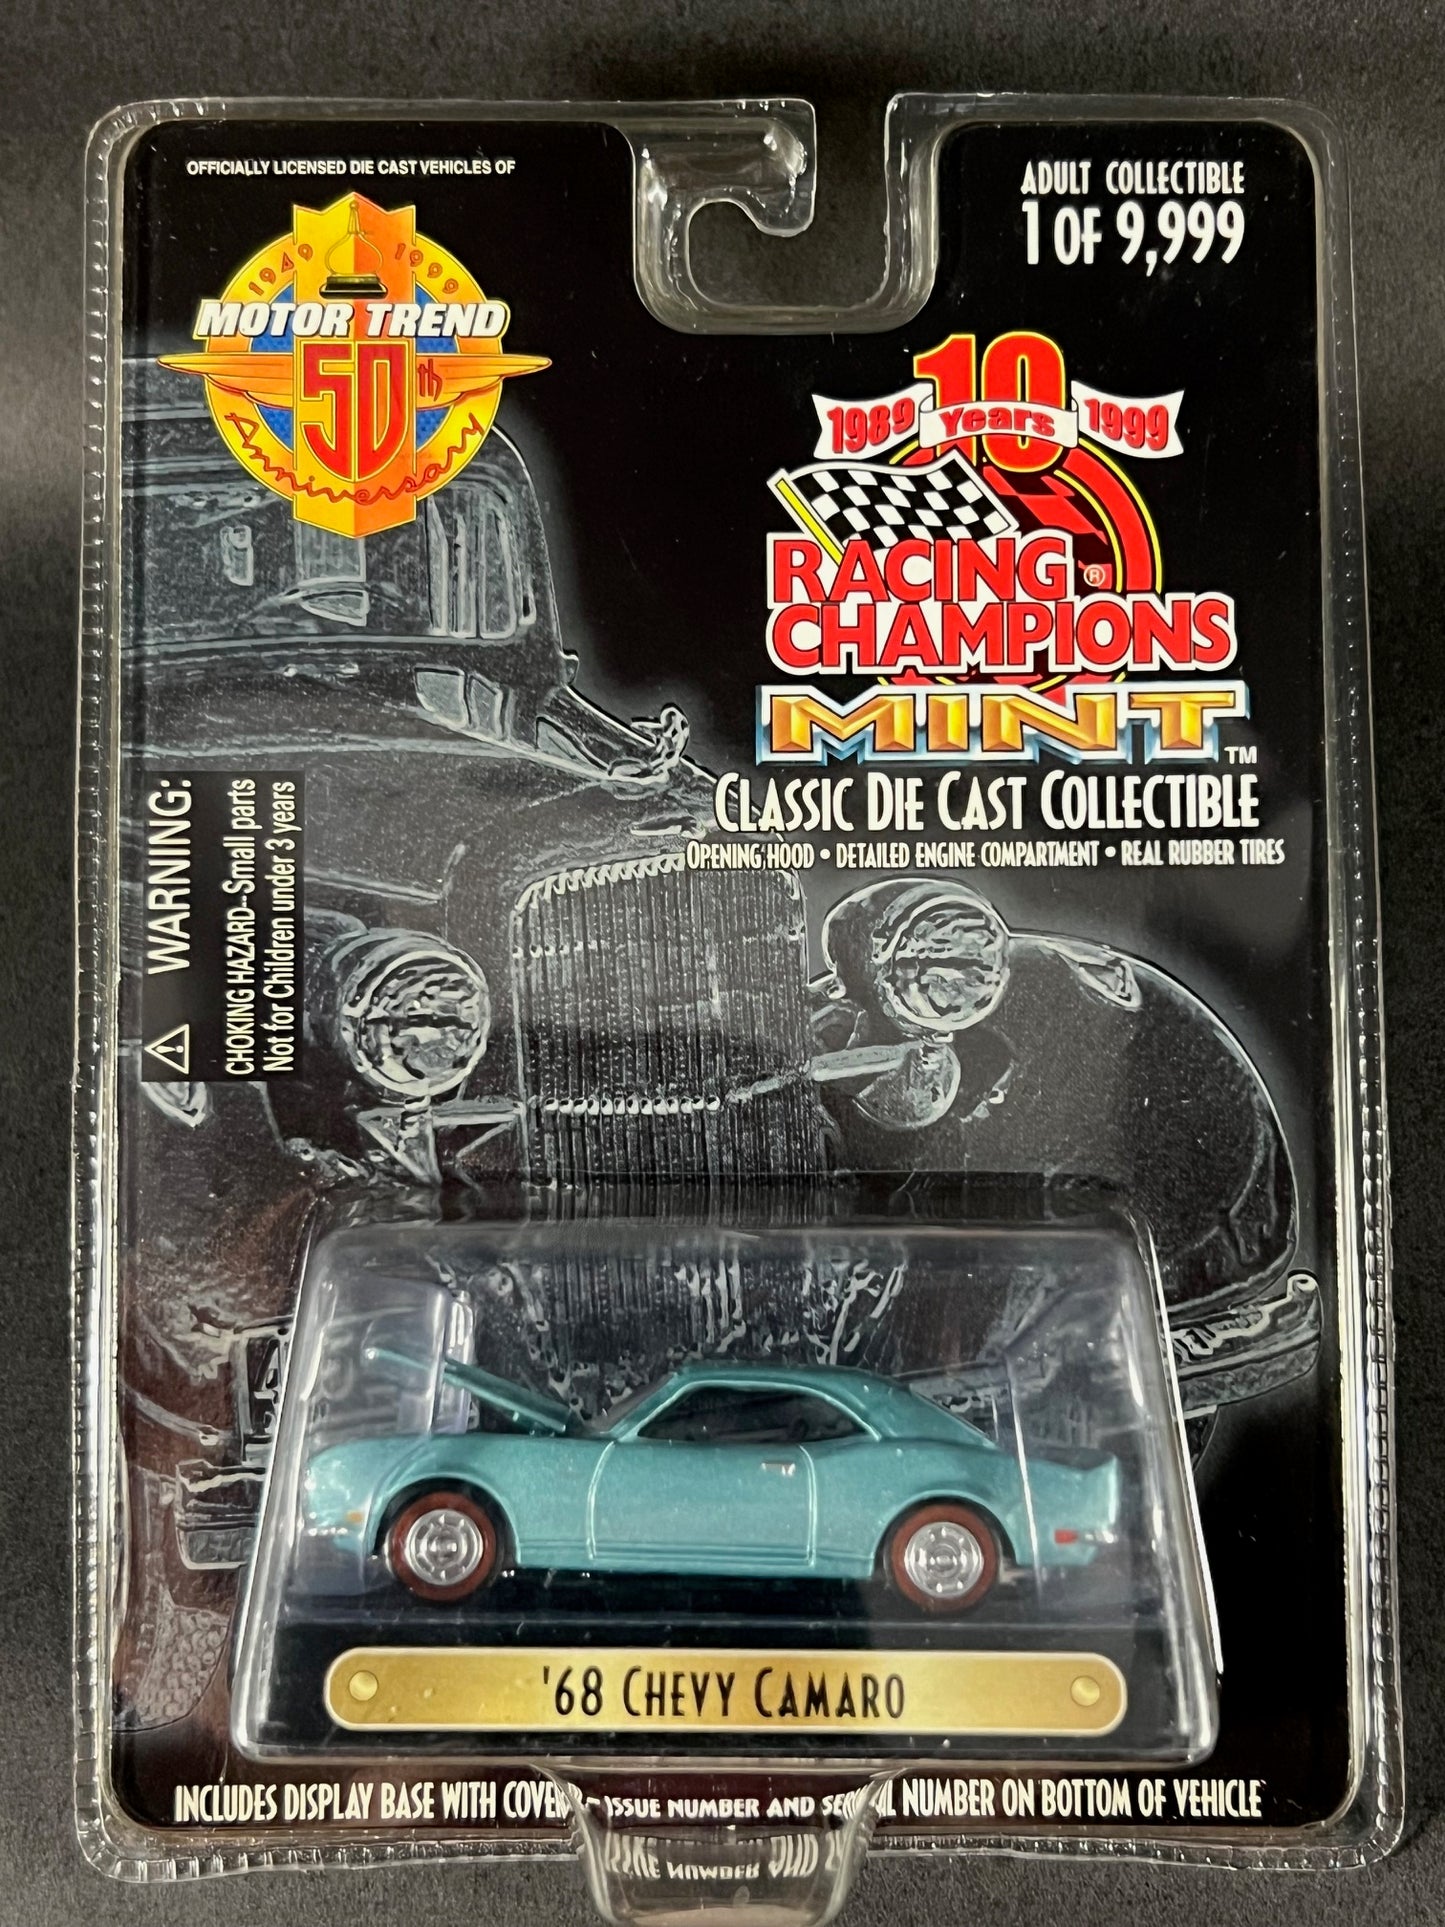 OFFICIALLY LICENSED DIE CAST VEHICLES OF
1949 1999
MOTOR TREND
50th
Anniversary
ADULT COLLECTIBLE
1 OF 9,999
10
1989 Years 1999
RACING ®
CHAMPIONS
MINT™
CLASSIC DIE CAST COLLECTIBLE
OPENING HOOD • DETAILED ENGINE COMPARTMENT • REAL RUBBER TIRES
⚠ WARNING:
CHOKING HAZARD--Small parts
Not for Children under 3 years
'68 CHEVY CAMARO
INCLUDES DISPLAY BASE WITH COVER – ISSUE NUMBER AND SERIAL NUMBER ON BOTTOM OF VEHICLE